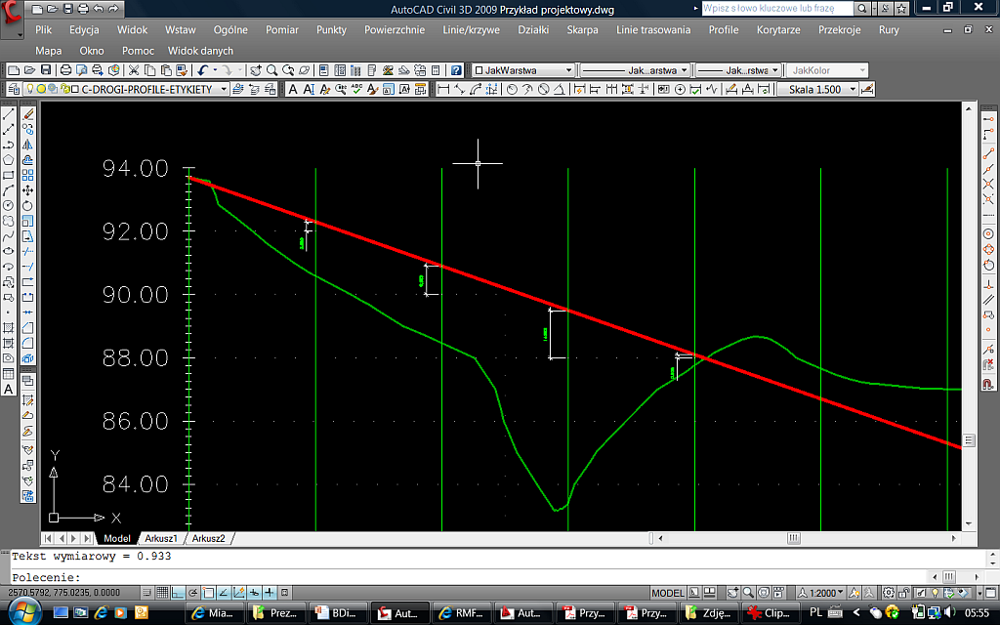 AutoCAD Civil 3D 2009 Przykład projektowy.dwg
Wpisz słowo kluczowe lub frazę
Plik Edycja Widok Wstaw Ogólne Pomiar Punkty Powierzchnie Linie/krzywe Działki Skarpa Linie trasowania Profile Korytarze Przekroje Rury
Mapa Okno Pomoc Widok danych
JakWarstwa Jak...arstwa Jak...rstwa JakKolor
C-DROGI-PROFILE-ETYKIETY Skala 1.500
94.00
92.00
90.00
88.00
86.00
84.00
Y
X
Model Arkusz1 Arkusz2
Tekst wymiarowy = 0.933
Polecenie:
2570.5792, 775.0235, 0.0000 MODEL 1:2000
Mia... Prez... BDi... Aut... RMF... Aut... Przy... Przy... Zdję... Clip... PL 05:55